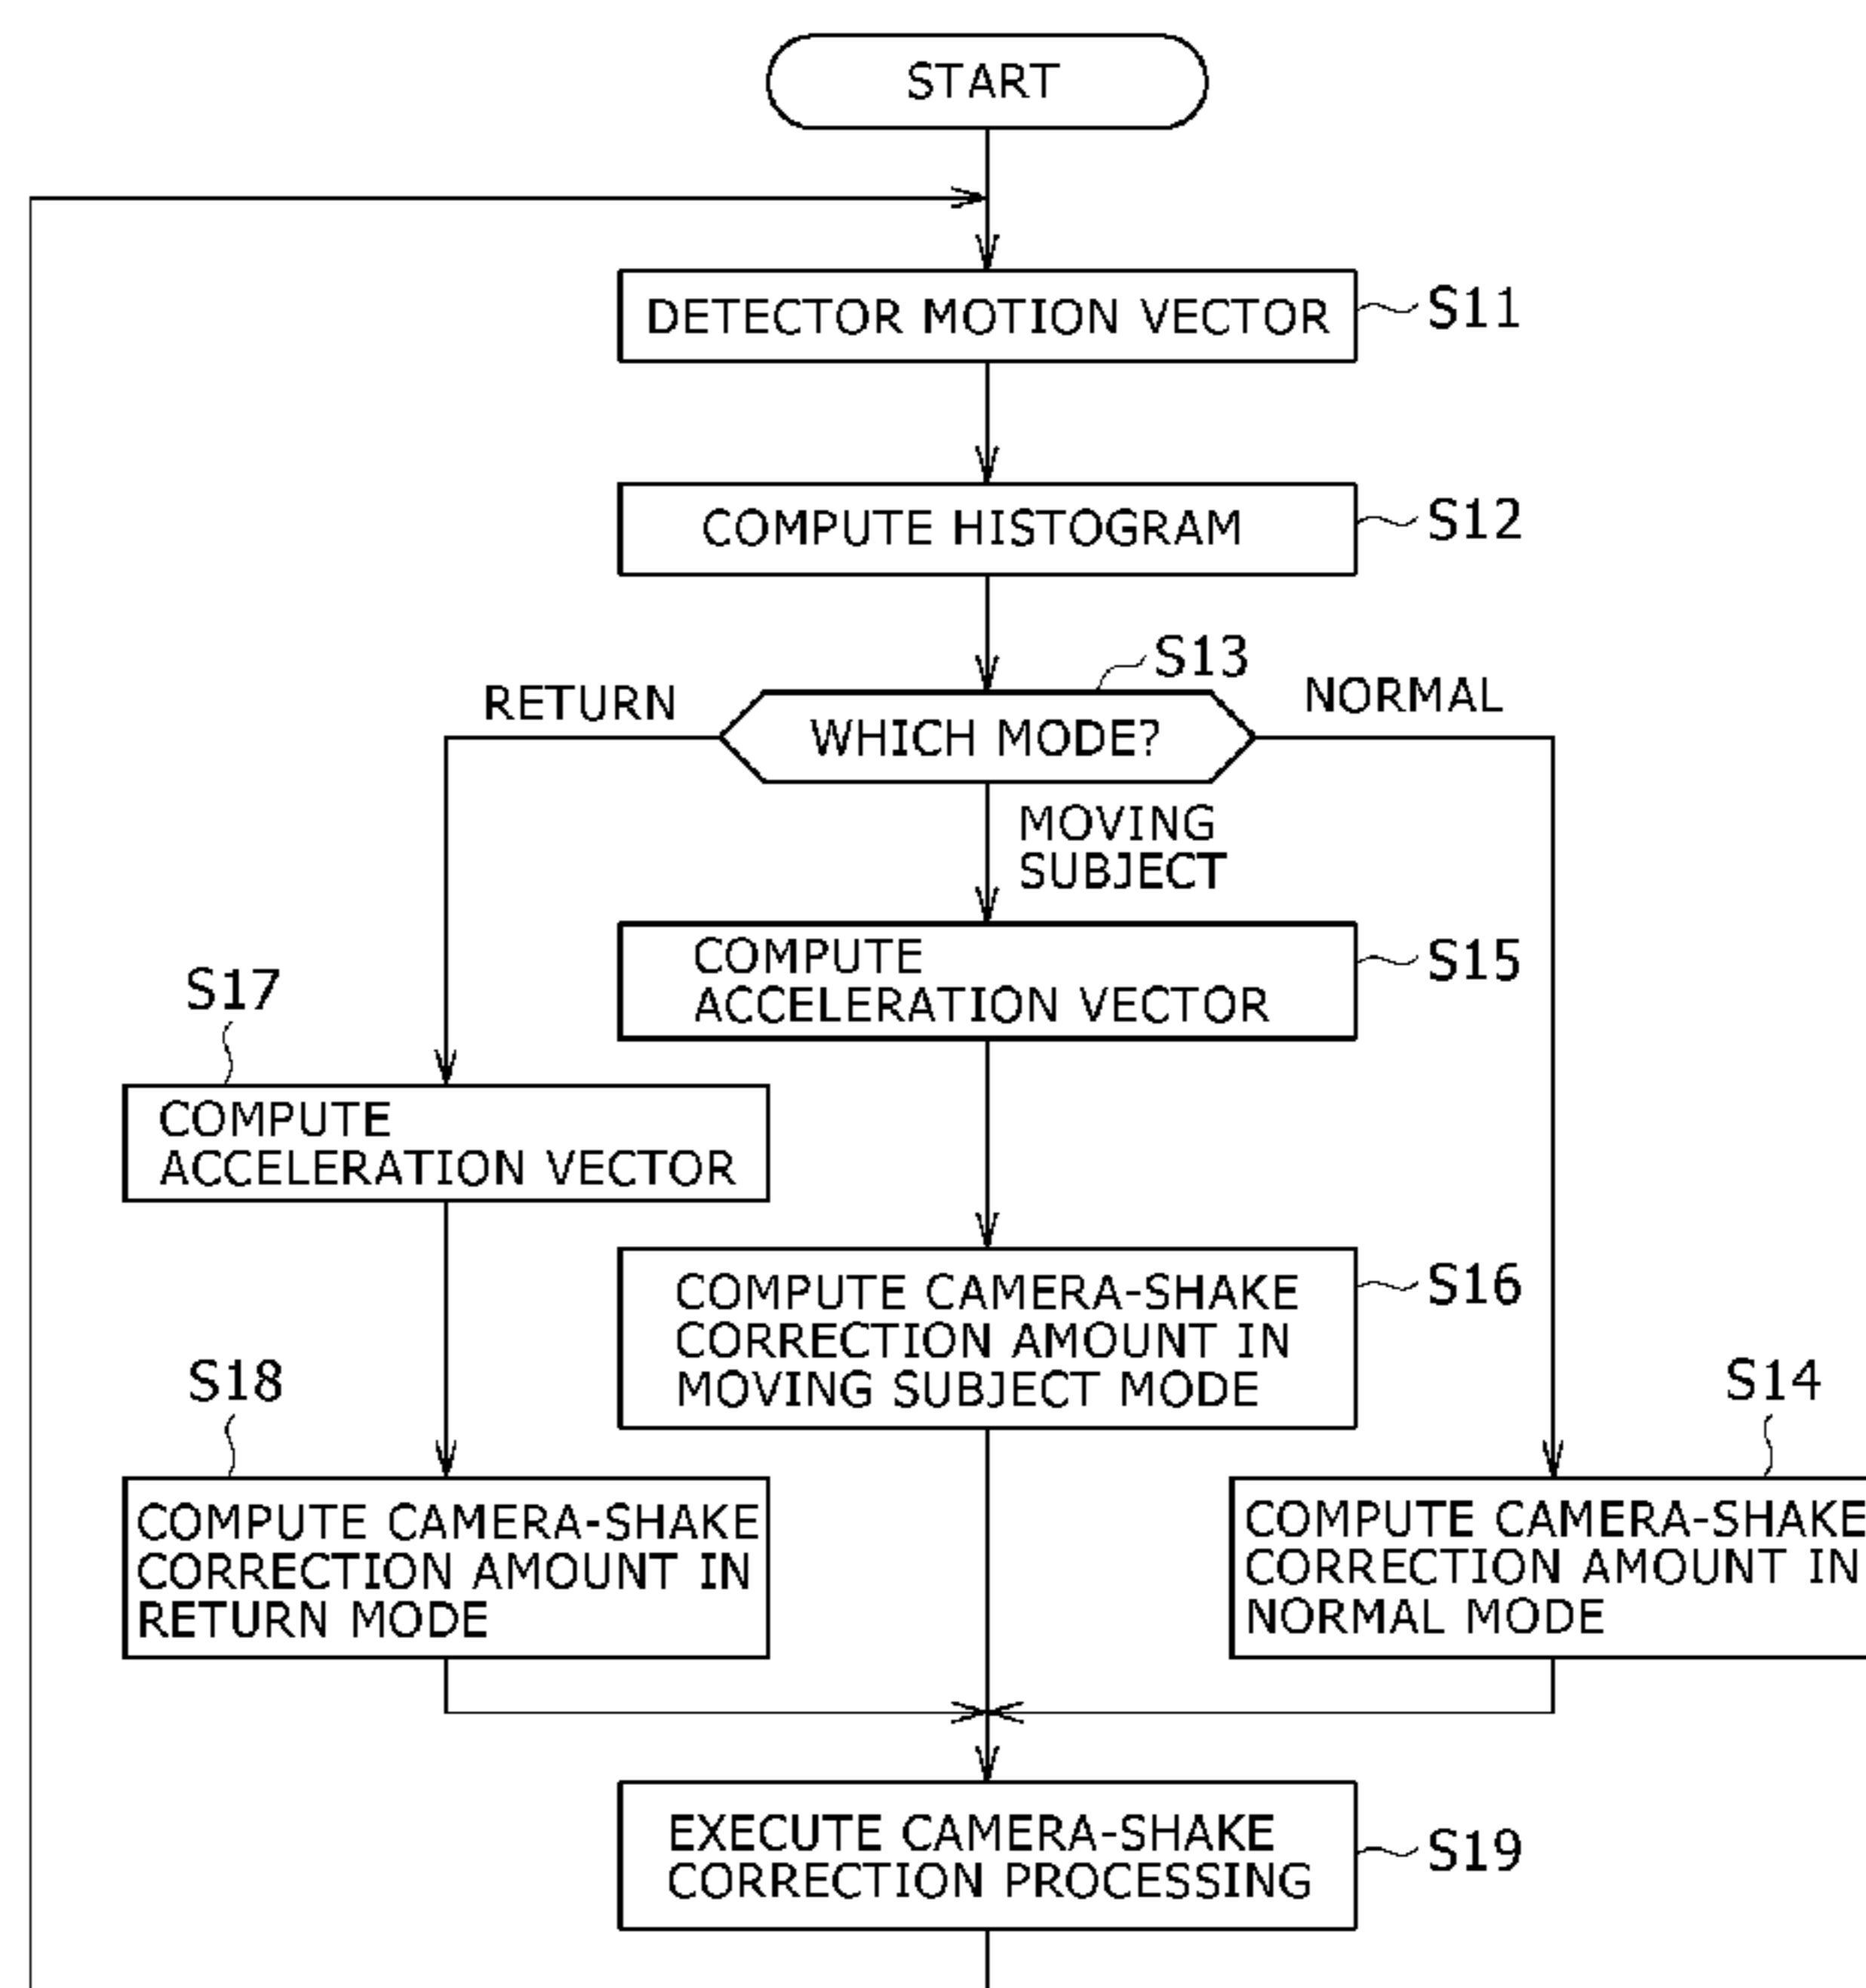 START
DETECTOR MOTION VECTOR
S11
COMPUTE HISTOGRAM
S12
S13
RETURN
WHICH MODE?
NORMAL
MOVING
SUBJECT
COMPUTE
ACCELERATION VECTOR
S15
S17
COMPUTE
ACCELERATION VECTOR
COMPUTE CAMERA-SHAKE
CORRECTION AMOUNT IN
MOVING SUBJECT MODE
S16
S18
COMPUTE CAMERA-SHAKE
CORRECTION AMOUNT IN
RETURN MODE
S14
COMPUTE CAMERA-SHAKE
CORRECTION AMOUNT IN
NORMAL MODE
EXECUTE CAMERA-SHAKE
CORRECTION PROCESSING
S19